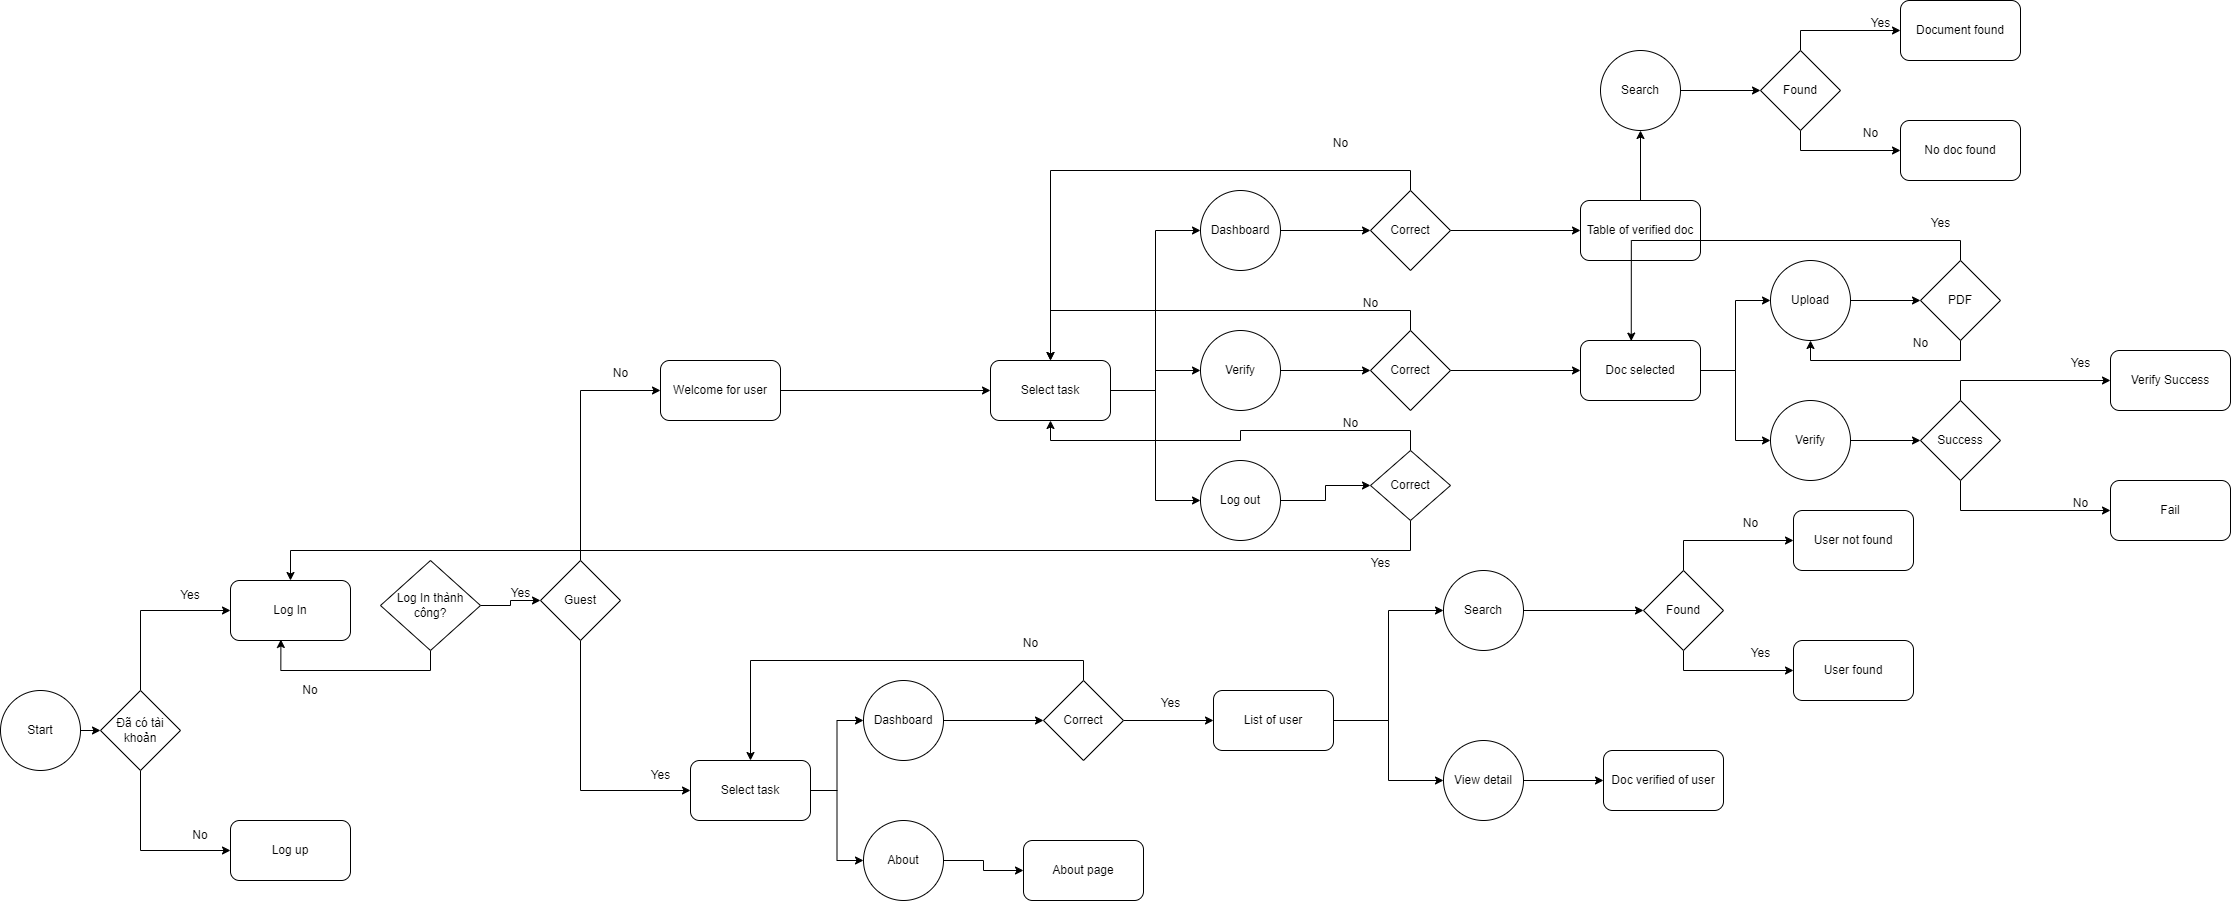 Yes
Document found
Search
Found
No
No doc found
No
Dashboard
Correct
Table of verified doc
Yes
Upload
PDF
No
No
Welcome for user
Select task
Verify
Correct
Doc selected
No
Yes
Verify Success
No
Log out
Correct
Verify
Success
No
Fail
Yes
No
User not found
Yes
Log In
Log In thành
công?
Yes
Guest
Search
Found
No
No
Yes
User found
Start
Đã có tài
khoản
Dashboard
Correct
Yes
List of user
Yes
Select task
View detail
Doc verified of user
No
Log up
About
About page